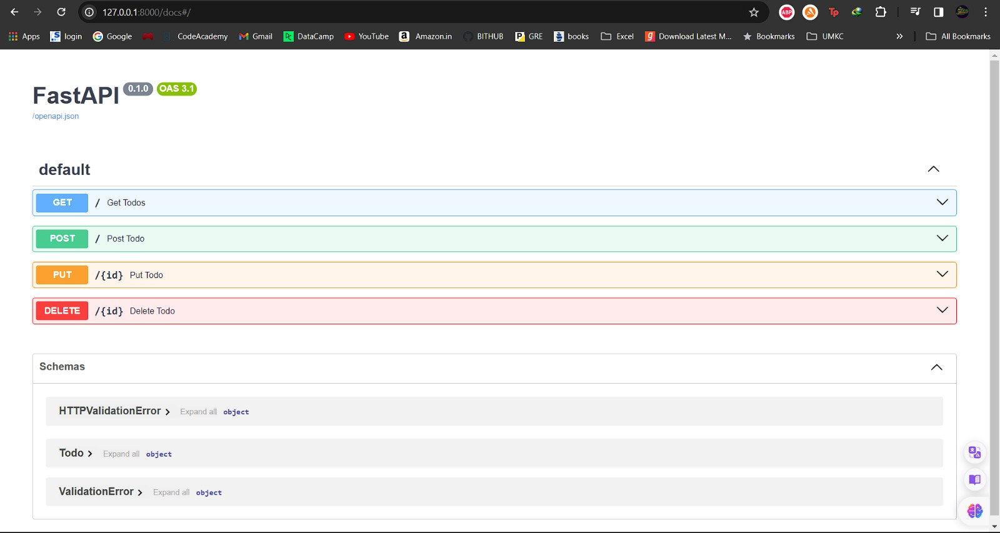 127.0.0.1:8000/docs#/
ABP
Tp
Apps login Google CodeAcademy Gmail DataCamp YouTube Amazon.in BITHUB GRE books Excel Download Latest M... Bookmarks UMKC » All Bookmarks
FastAPI 0.1.0 OAS 3.1
/openapi.json
default
GET / Get Todos
POST / Post Todo
PUT /{id} Put Todo
DELETE /{id} Delete Todo
Schemas
HTTPValidationError > Expand all object
Todo > Expand all object
ValidationError > Expand all object